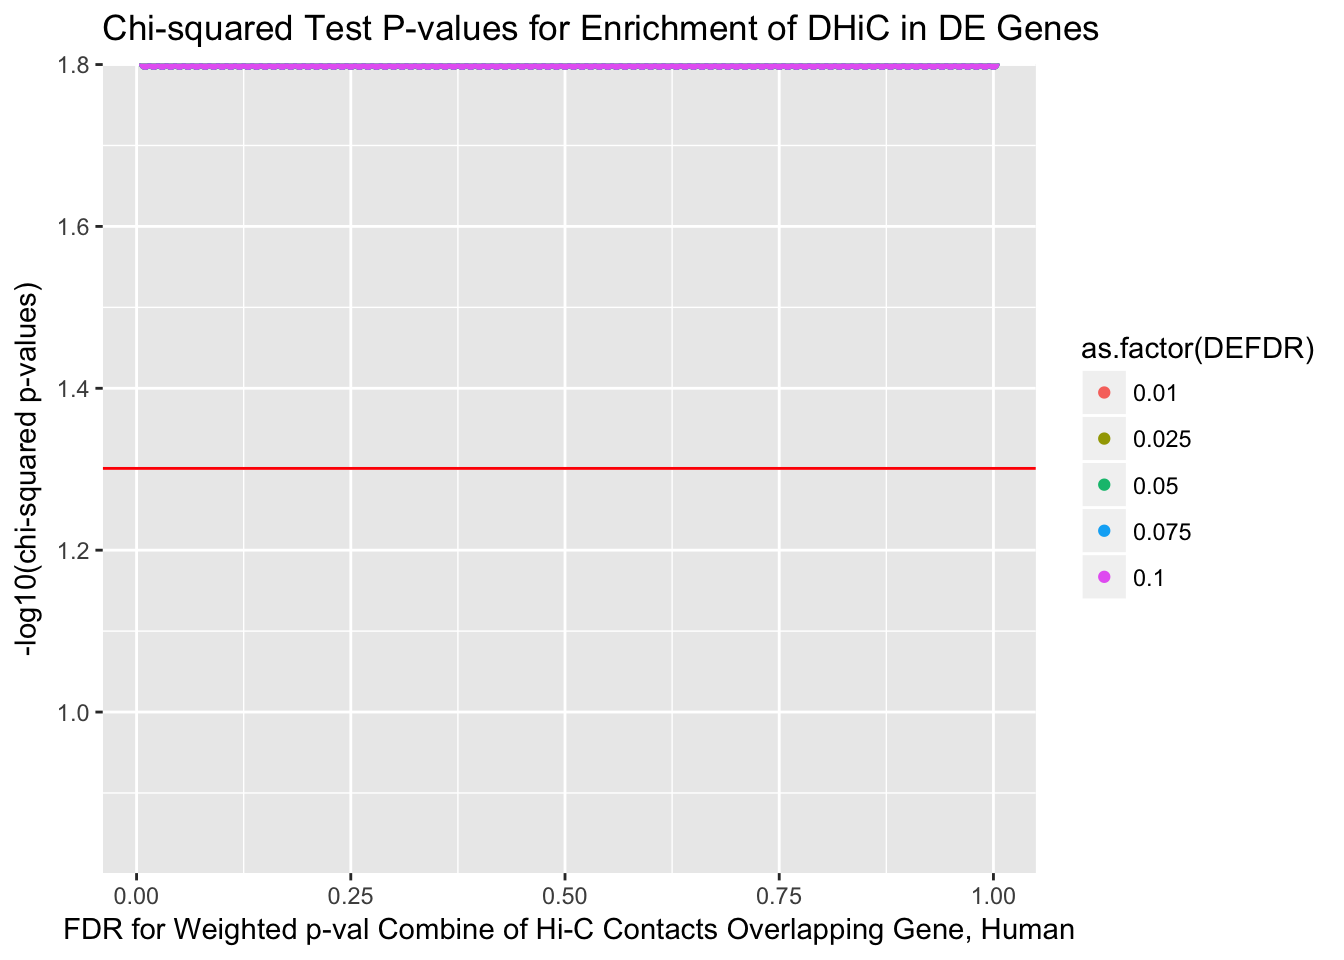 Chi-squared Test P-values for Enrichment of DHiC in DE Genes
1.8
1.6
1.4
1.2
1.0
-log10(chi-squared p-values)
0.00 0.25 0.50 0.75 1.00
FDR for Weighted p-val Combine of Hi-C Contacts Overlapping Gene, Human
as.factor(DEFDR)
0.01
0.025
0.05
0.075
0.1